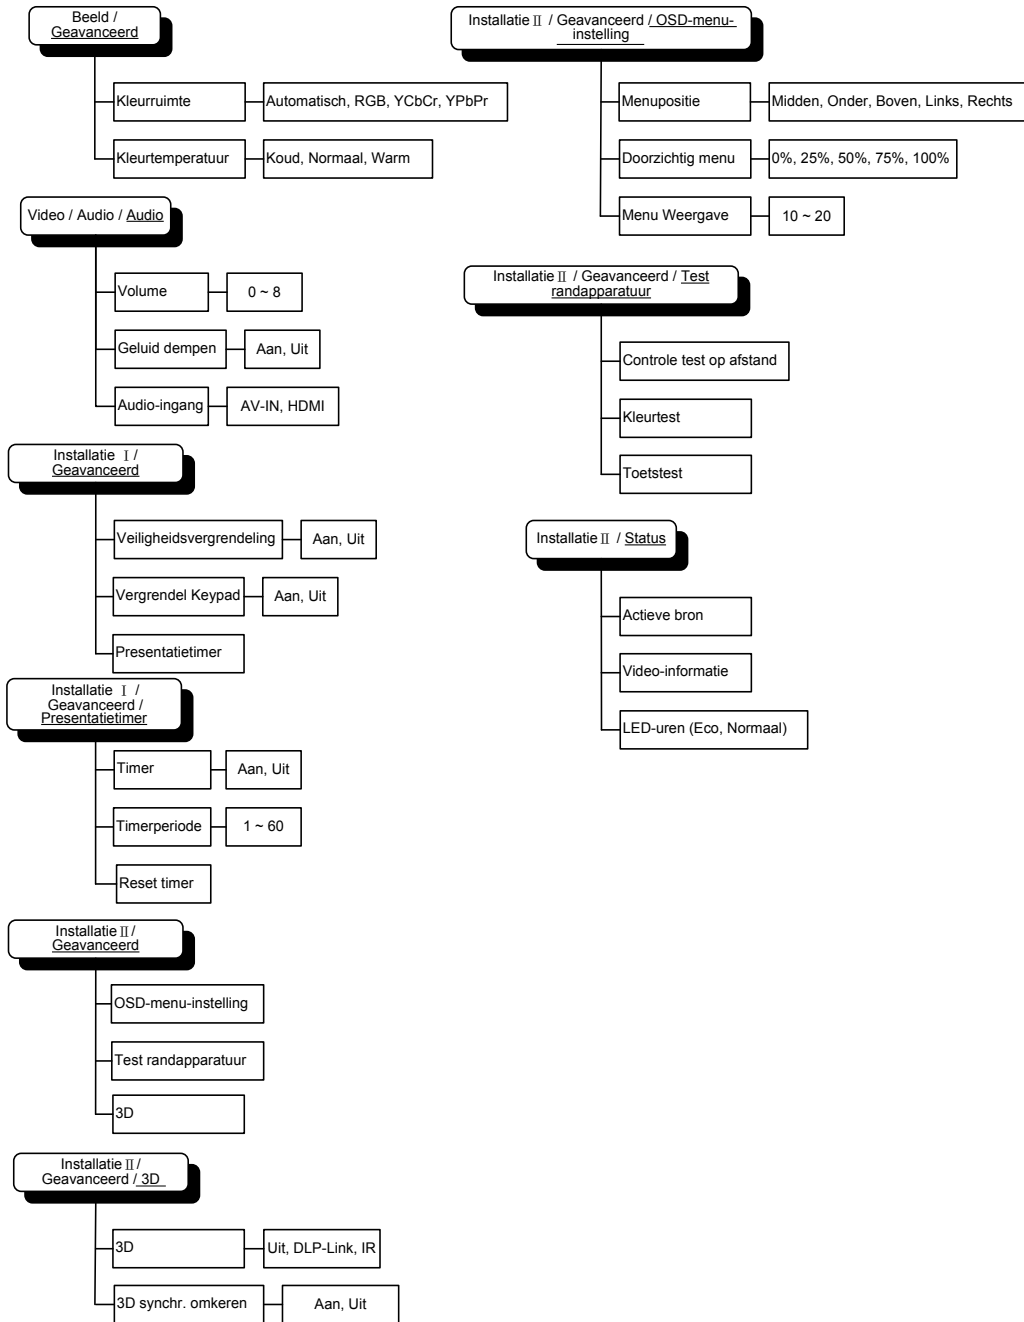 Beeld /
Geavanceerd
Kleurruimte
Automatisch, RGB, YCbCr, YPbPr
Kleurtemperatuur
Koud, Normaal, Warm
Video / Audio / Audio
Volume
0 ~ 8
Geluid dempen
Aan, Uit
Audio-ingang
AV-IN, HDMI
Installatie I /
Geavanceerd
Veiligheidsvergrendeling
Aan, Uit
Vergrendel Keypad
Aan, Uit
Presentatietimer
Installatie I /
Geavanceerd /
Presentatietimer
Timer
Aan, Uit
Timerperiode
1 ~ 60
Reset timer
Installatie II /
Geavanceerd
OSD-menu-instelling
Test randapparatuur
3D
Installatie II /
Geavanceerd / 3D
3D
Uit, DLP-Link, IR
3D synchr. omkeren
Aan, Uit
Installatie II / Geavanceerd / OSD-menu-
instelling
Menupositie
Midden, Onder, Boven, Links, Rechts
Doorzichtig menu
0%, 25%, 50%, 75%, 100%
Menu Weergave
10 ~ 20
Installatie II / Geavanceerd / Test
randapparatuur
Controle test op afstand
Kleurtest
Toetstest
Installatie II / Status
Actieve bron
Video-informatie
LED-uren (Eco, Normaal)